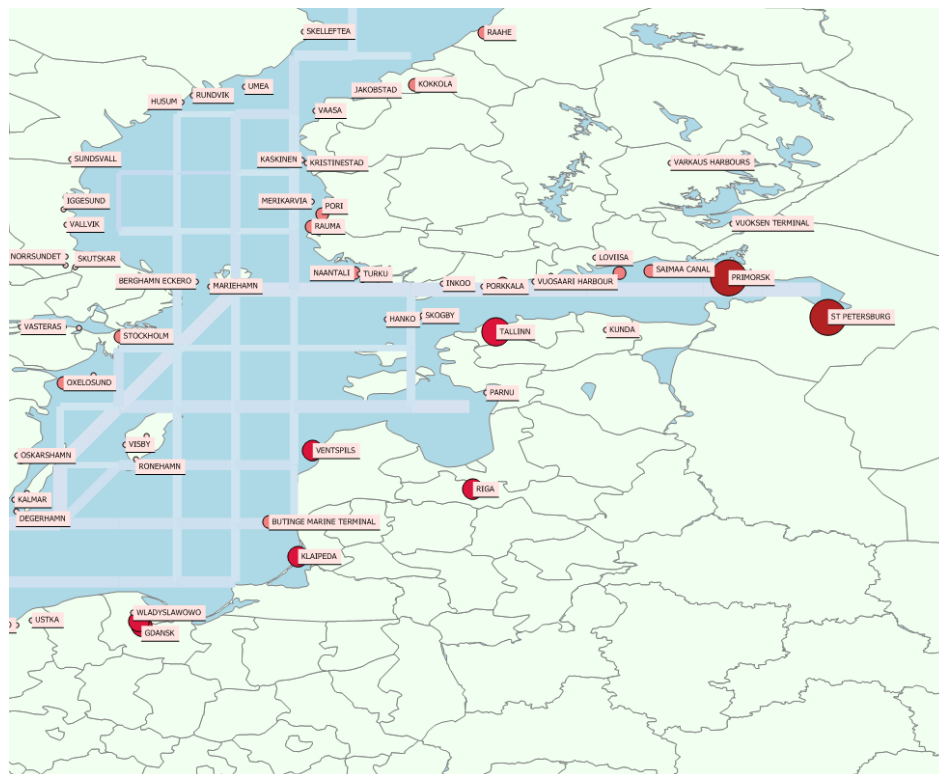 SKELLEFTEA
RAAHE
KOKKOLA
JAKOBSTAD
UMEA
RUNDVIK
HUSUM
VAASA
SUNDSVALL
KASKINEN
KRISTINESTAD
VARKAUS HARBOURS
IGGESUND
MERIKARVIA
PORI
VALLVIK
RAUMA
VUOKSEN TERMINAL
NORRSUNDET
SKUTSKAR
LOVIISA
NAANTALI
TURKU
SAIMAA CANAL
PRIMORSK
BERGHAMN ECKERO
MARIEHAMN
INKOO
PORKKALA
VUOSAARI HARBOUR
HANKO
SKOGBY
ST PETERSBURG
VASTERAS
STOCKHOLM
TALLINN
KUNDA
OXELOSUND
PARNU
VISBY
VENTSPILS
OSKARSHAMN
RONEHAMN
RIGA
KALMAR
DEGERHAMN
BUTINGE MARINE TERMINAL
KLAIPEDA
WLADYSLAWOWO
USTKA
GDANSK